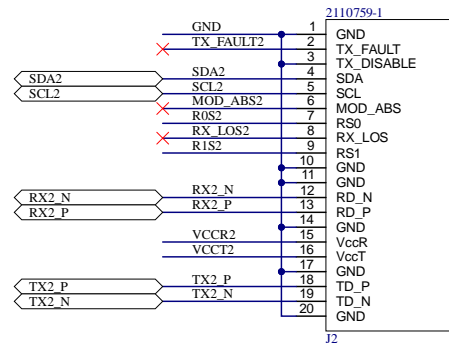 2110759-1
GND 1 GND
TX_FAULT2 2 TX_FAULT
3 TX_DISABLE
SDA2 SDA2 4 SDA
SCL2 SCL2 5 SCL
MOD_ABS2 6 MOD_ABS
R0S2 7 RS0
RX_LOS2 8 RX_LOS
R1S2 9 RS1
10 GND
11 GND
RX2_N RX2_N 12 RD_N
RX2_P RX2_P 13 RD_P
14 GND
VCCR2 15 VccR
VCCT2 16 VccT
17 GND
TX2_P TX2_P 18 TD_P
TX2_N TX2_N 19 TD_N
20 GND
J2